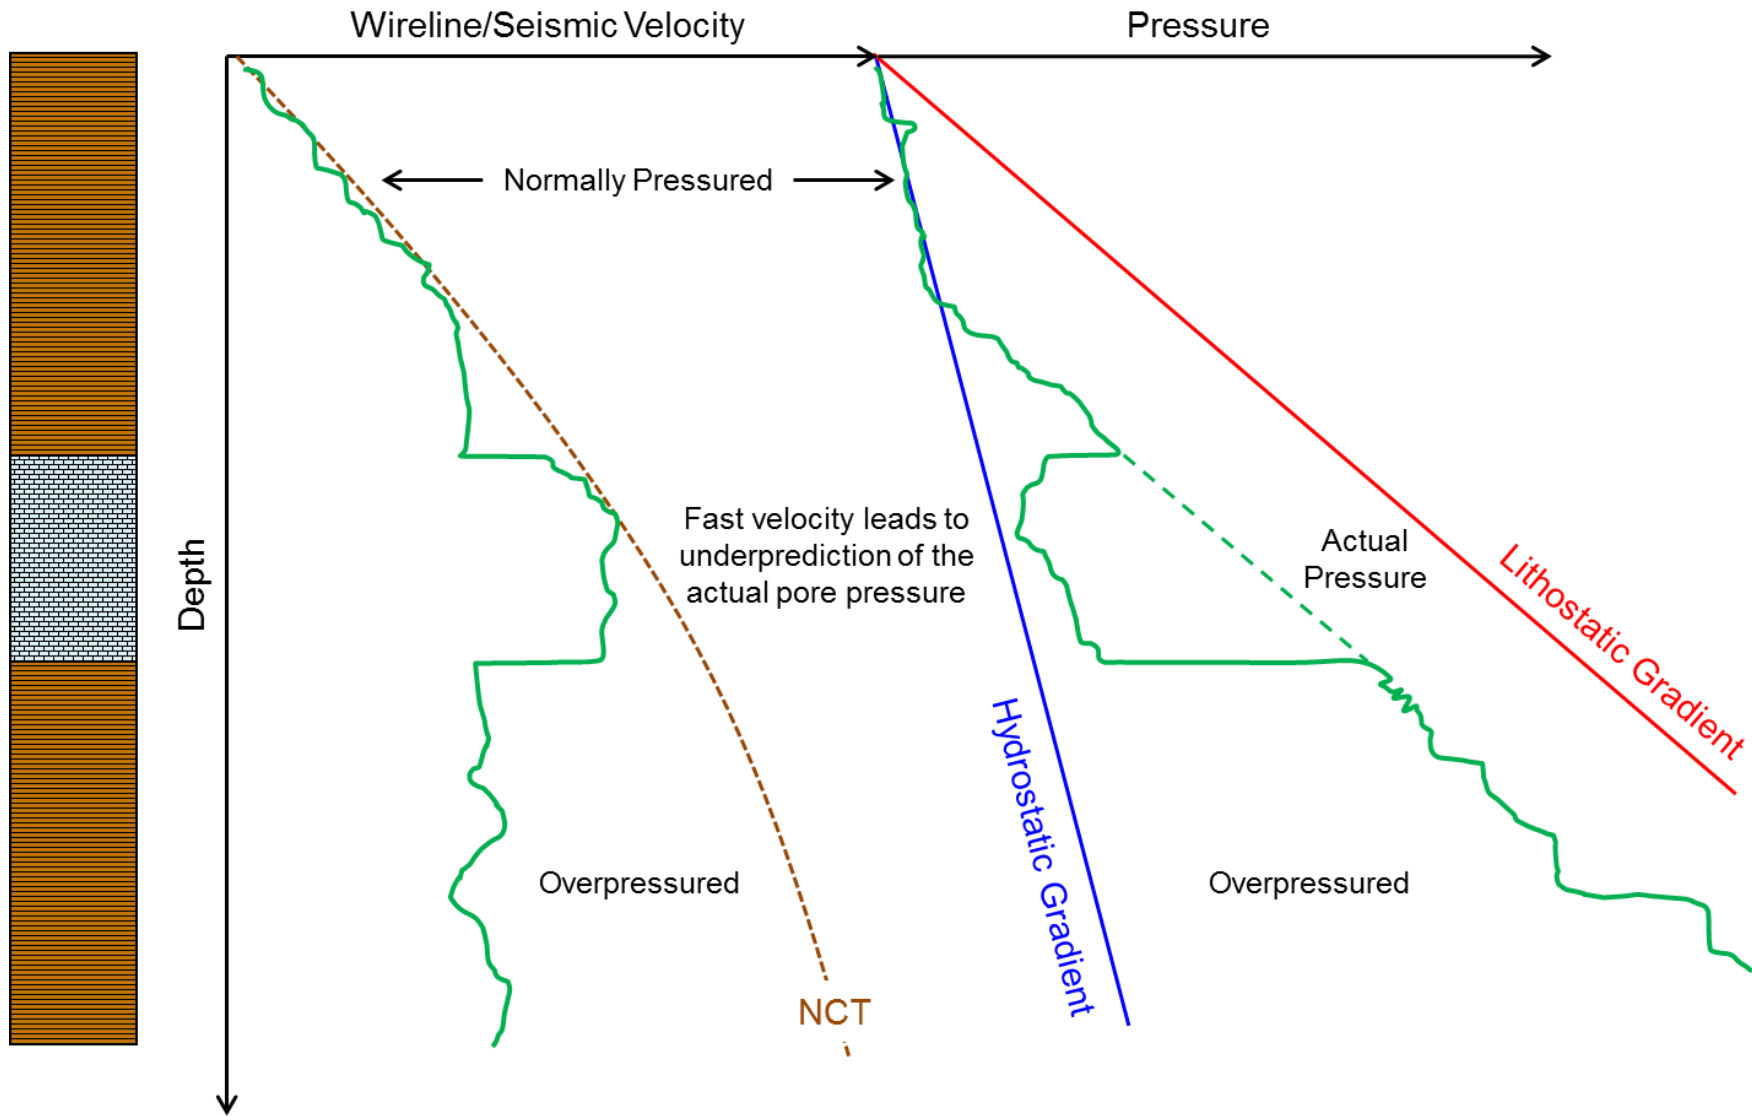 Wireline/Seismic Velocity
Pressure
Normally Pressured
Fast velocity leads to
underprediction of the
actual pore pressure
Actual
Pressure
Lithostatic Gradient
Depth
Hydrostatic Gradient
Overpressured
Overpressured
NCT